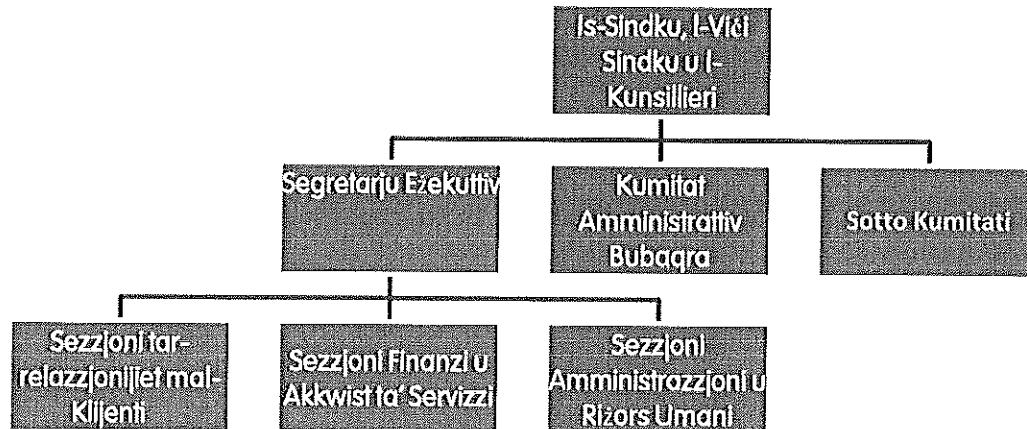 Is-Sindku, l-Viċi
Sindku u l-
Kunsillieri
Segretarju Eżekuttiv
Kumitat
Amministrattiv
Bubaqra
Sotto Kumitati
Sezzjoni tar-
relazzjonijiet mal-
Klijenti
Sezzjoni Finanzi u
Akkwist ta' Servizzi
Sezzjoni
Amministrazzjoni u
Riżors Umani